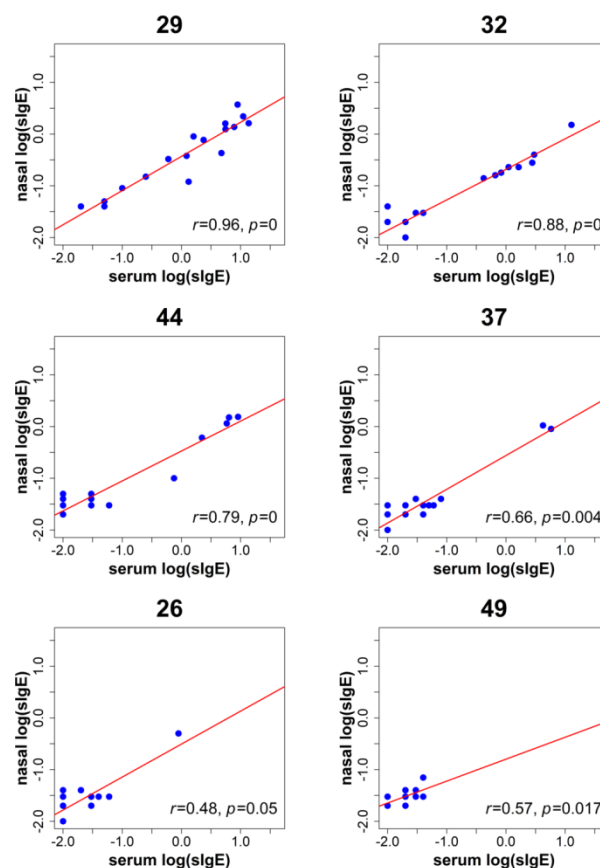 29
nasal log(sIgE)
1.0
0.0
-1.0
-2.0
r=0.96, p=0
-2.0 -1.0 0.0 1.0
serum log(sIgE)
32
nasal log(sIgE)
1.0
0.0
-1.0
-2.0
r=0.88, p=0
-2.0 -1.0 0.0 1.0
serum log(sIgE)
44
nasal log(sIgE)
1.0
0.0
-1.0
-2.0
r=0.79, p=0
-2.0 -1.0 0.0 1.0
serum log(sIgE)
37
nasal log(sIgE)
1.0
0.0
-1.0
-2.0
r=0.66, p=0.004
-2.0 -1.0 0.0 1.0
serum log(sIgE)
26
nasal log(sIgE)
1.0
0.0
-1.0
-2.0
r=0.48, p=0.05
-2.0 -1.0 0.0 1.0
serum log(sIgE)
49
nasal log(sIgE)
1.0
0.0
-1.0
-2.0
r=0.57, p=0.017
-2.0 -1.0 0.0 1.0
serum log(sIgE)